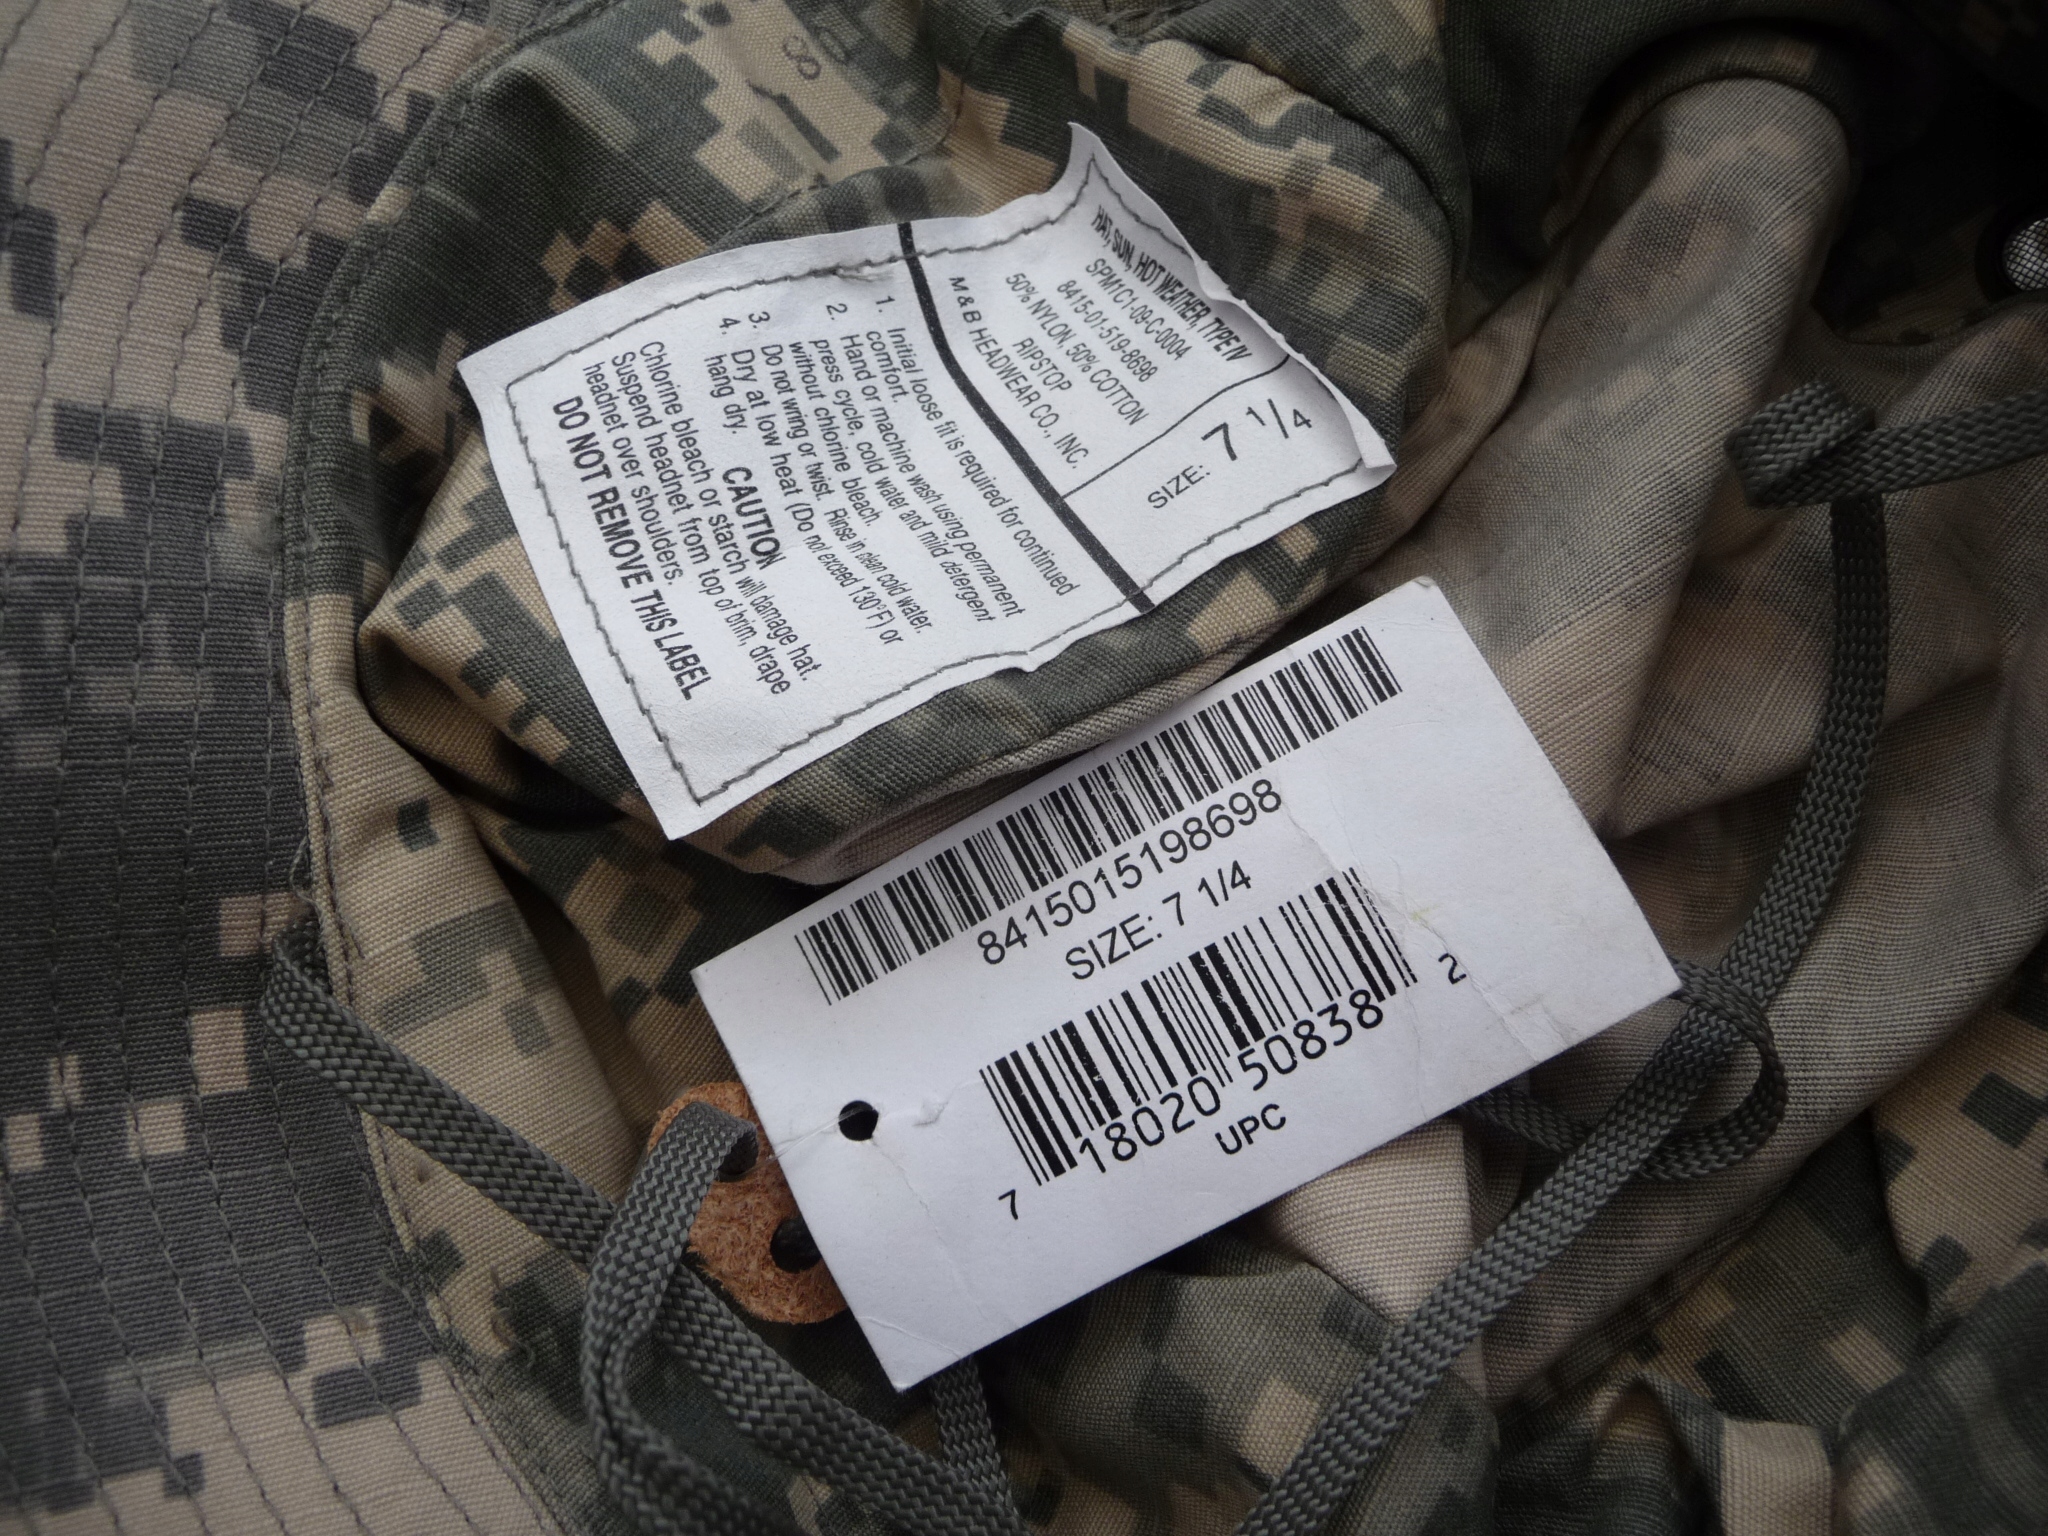 HAT, SUN, HOT WEATHER, TYPE IV
SPM1C1-09-C-0004
8415-01-519-8698
50% NYLON, 50% COTTON
RIPSTOP
M & B HEADWEAR CO., INC.
SIZE: 7 1/4
1. Initial loose fit is required for continued
comfort.
2. Hand or machine wash using permanent
press cycle, cold water and mild detergent
without chlorine bleach.
3. Do not wring or twist. Rinse in clean cold water.
4. Dry at low heat (Do not exceed 130°F) or
hang dry.
CAUTION
Chlorine bleach or starch will damage hat.
Suspend headnet from top of brim, drape
headnet over shoulders.
DO NOT REMOVE THIS LABEL
8415015198698
SIZE: 7 1/4
7 18020 50838 2
UPC